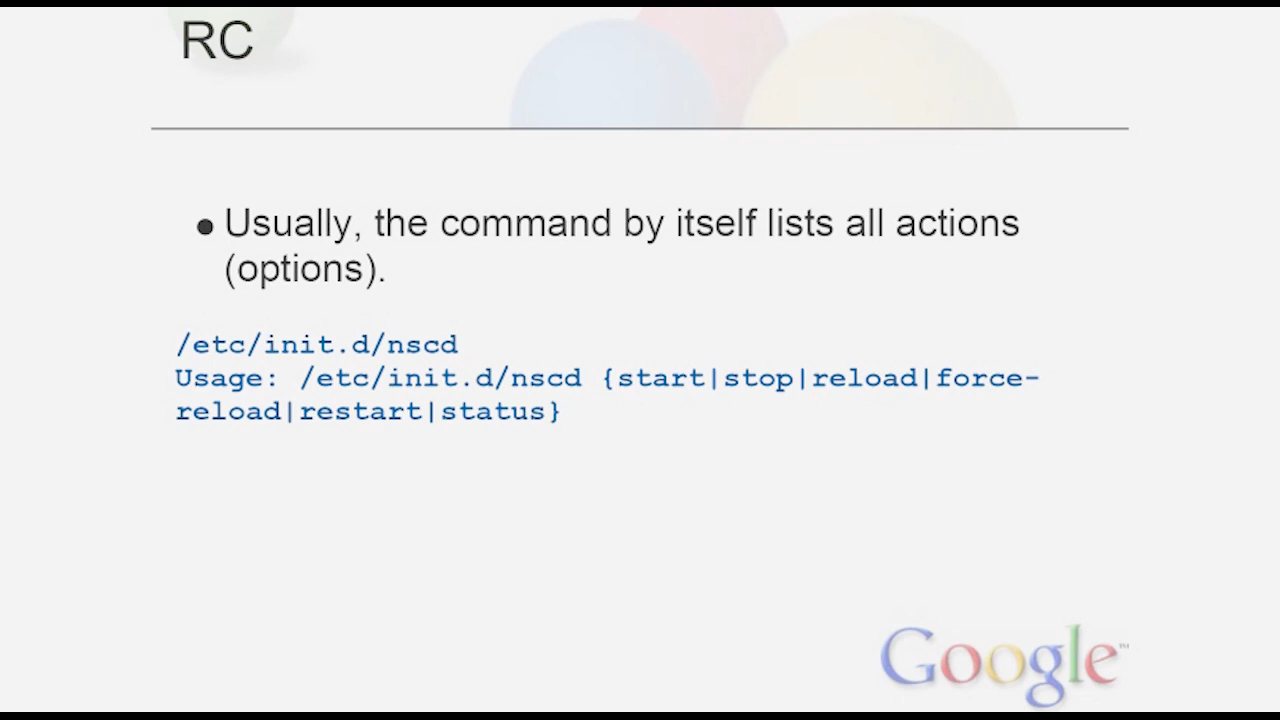 RC
● Usually, the command by itself lists all actions
(options).
/etc/init.d/nscd
Usage: /etc/init.d/nscd {start|stop|reload|force-
reload|restart|status}
Google™